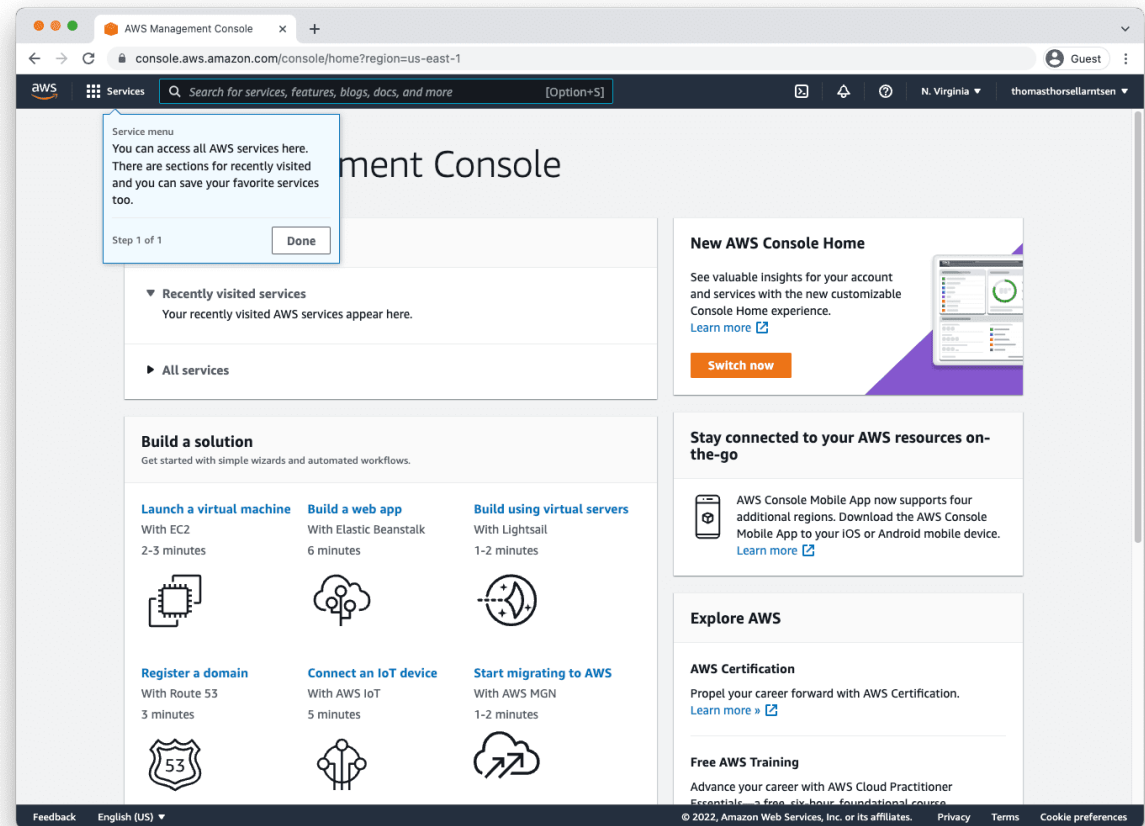 AWS Management Console
console.aws.amazon.com/console/home?region=us-east-1
Guest
aws
Services
Search for services, features, blogs, docs, and more
[Option+S]
N. Virginia
thomasthorsellarntsen
Service menu
You can access all AWS services here.
There are sections for recently visited
and you can save your favorite services
too.
Step 1 of 1
Done
ment Console
Recently visited services
Your recently visited AWS services appear here.
All services
New AWS Console Home
See valuable insights for your account
and services with the new customizable
Console Home experience.
Learn more
Switch now
Build a solution
Get started with simple wizards and automated workflows.
Launch a virtual machine
With EC2
2-3 minutes
Build a web app
With Elastic Beanstalk
6 minutes
Build using virtual servers
With Lightsail
1-2 minutes
Register a domain
With Route 53
3 minutes
53
Connect an IoT device
With AWS IoT
5 minutes
Start migrating to AWS
With AWS MGN
1-2 minutes
Stay connected to your AWS resources on-
the-go
AWS Console Mobile App now supports four
additional regions. Download the AWS Console
Mobile App to your iOS or Android mobile device.
Learn more
Explore AWS
AWS Certification
Propel your career forward with AWS Certification.
Learn more »
Free AWS Training
Advance your career with AWS Cloud Practitioner
Essentials—a free, six-hour, foundational course
Feedback
English (US)
© 2022, Amazon Web Services, Inc. or its affiliates.
Privacy
Terms
Cookie preferences